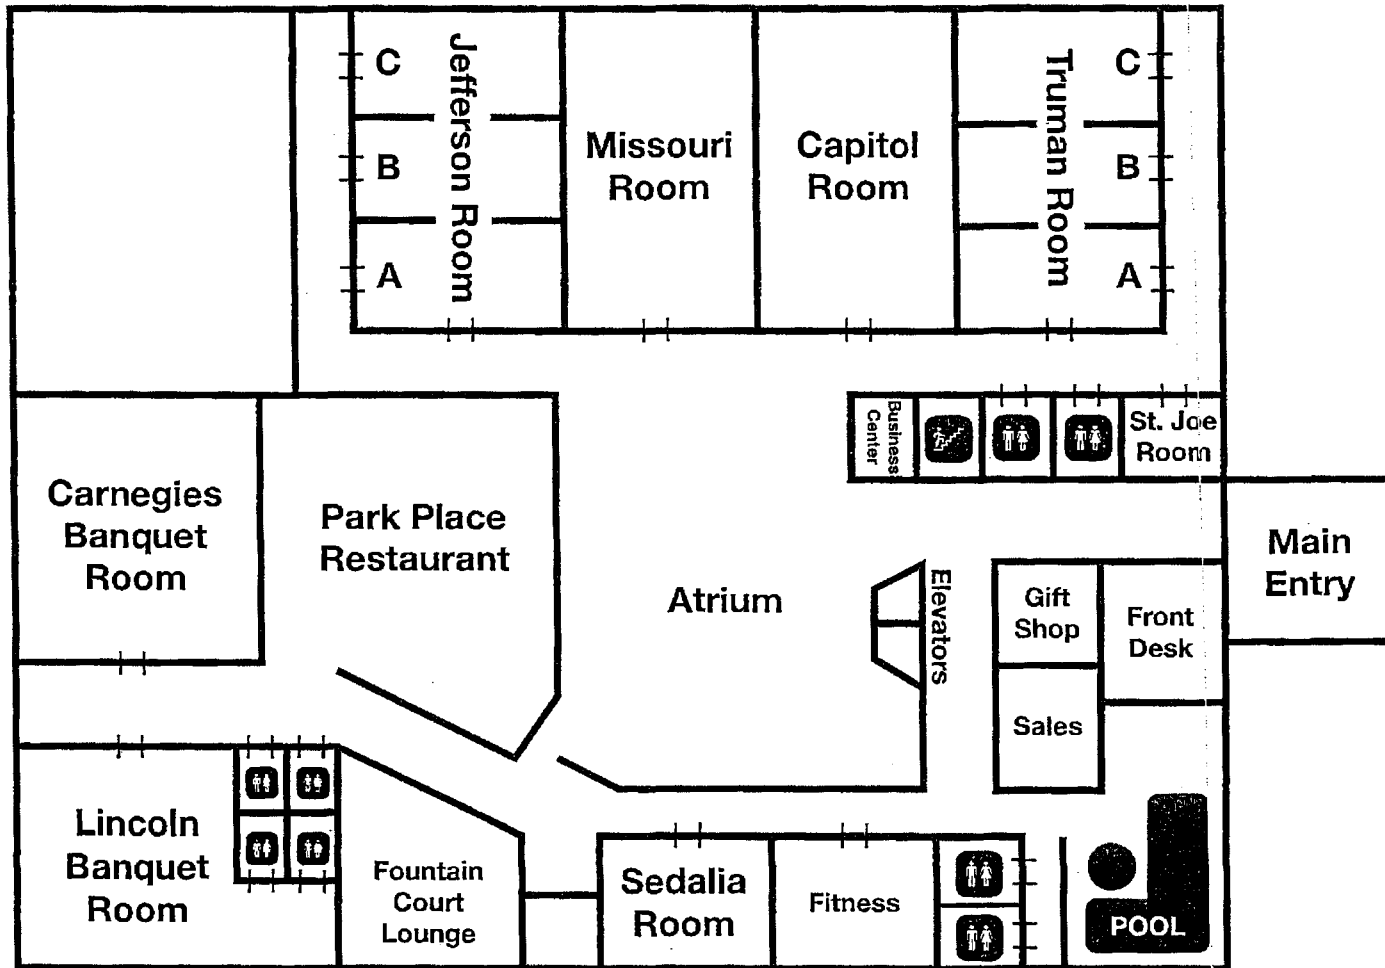 C
Jefferson Room
B
A
Missouri
Room
Capitol
Room
Truman Room
C
B
A
Business
Center
St. Joe
Room
Carnegies
Banquet
Room
Park Place
Restaurant
Atrium
Elevators
Gift
Shop
Front
Desk
Main
Entry
Sales
Lincoln
Banquet
Room
Fountain
Court
Lounge
Sedalia
Room
Fitness
POOL